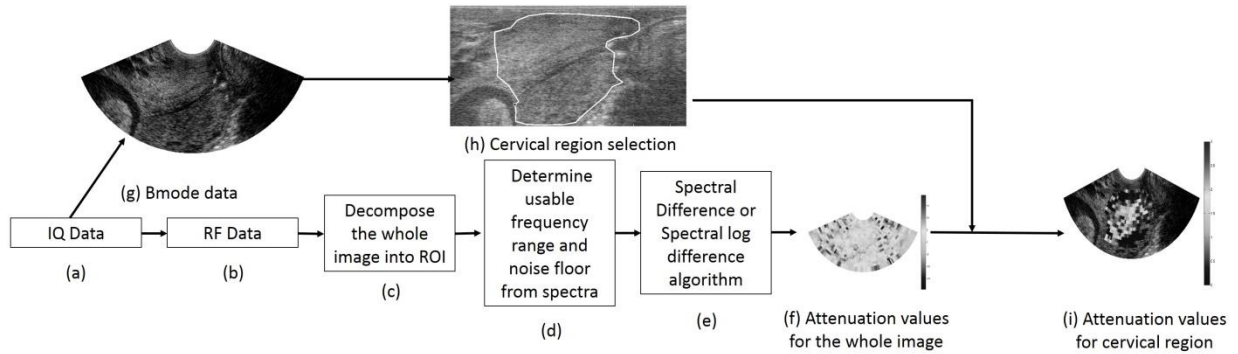 (h) Cervical region selection
(g) Bmode data
IQ Data
(a)
RF Data
(b)
Decompose
the whole
image into ROI
(c)
Determine
usable
frequency
range and
noise floor
from spectra
(d)
Spectral
Difference or
Spectral log
difference
algorithm
(e)
(f) Attenuation values
for the whole image
(i) Attenuation values
for cervical region